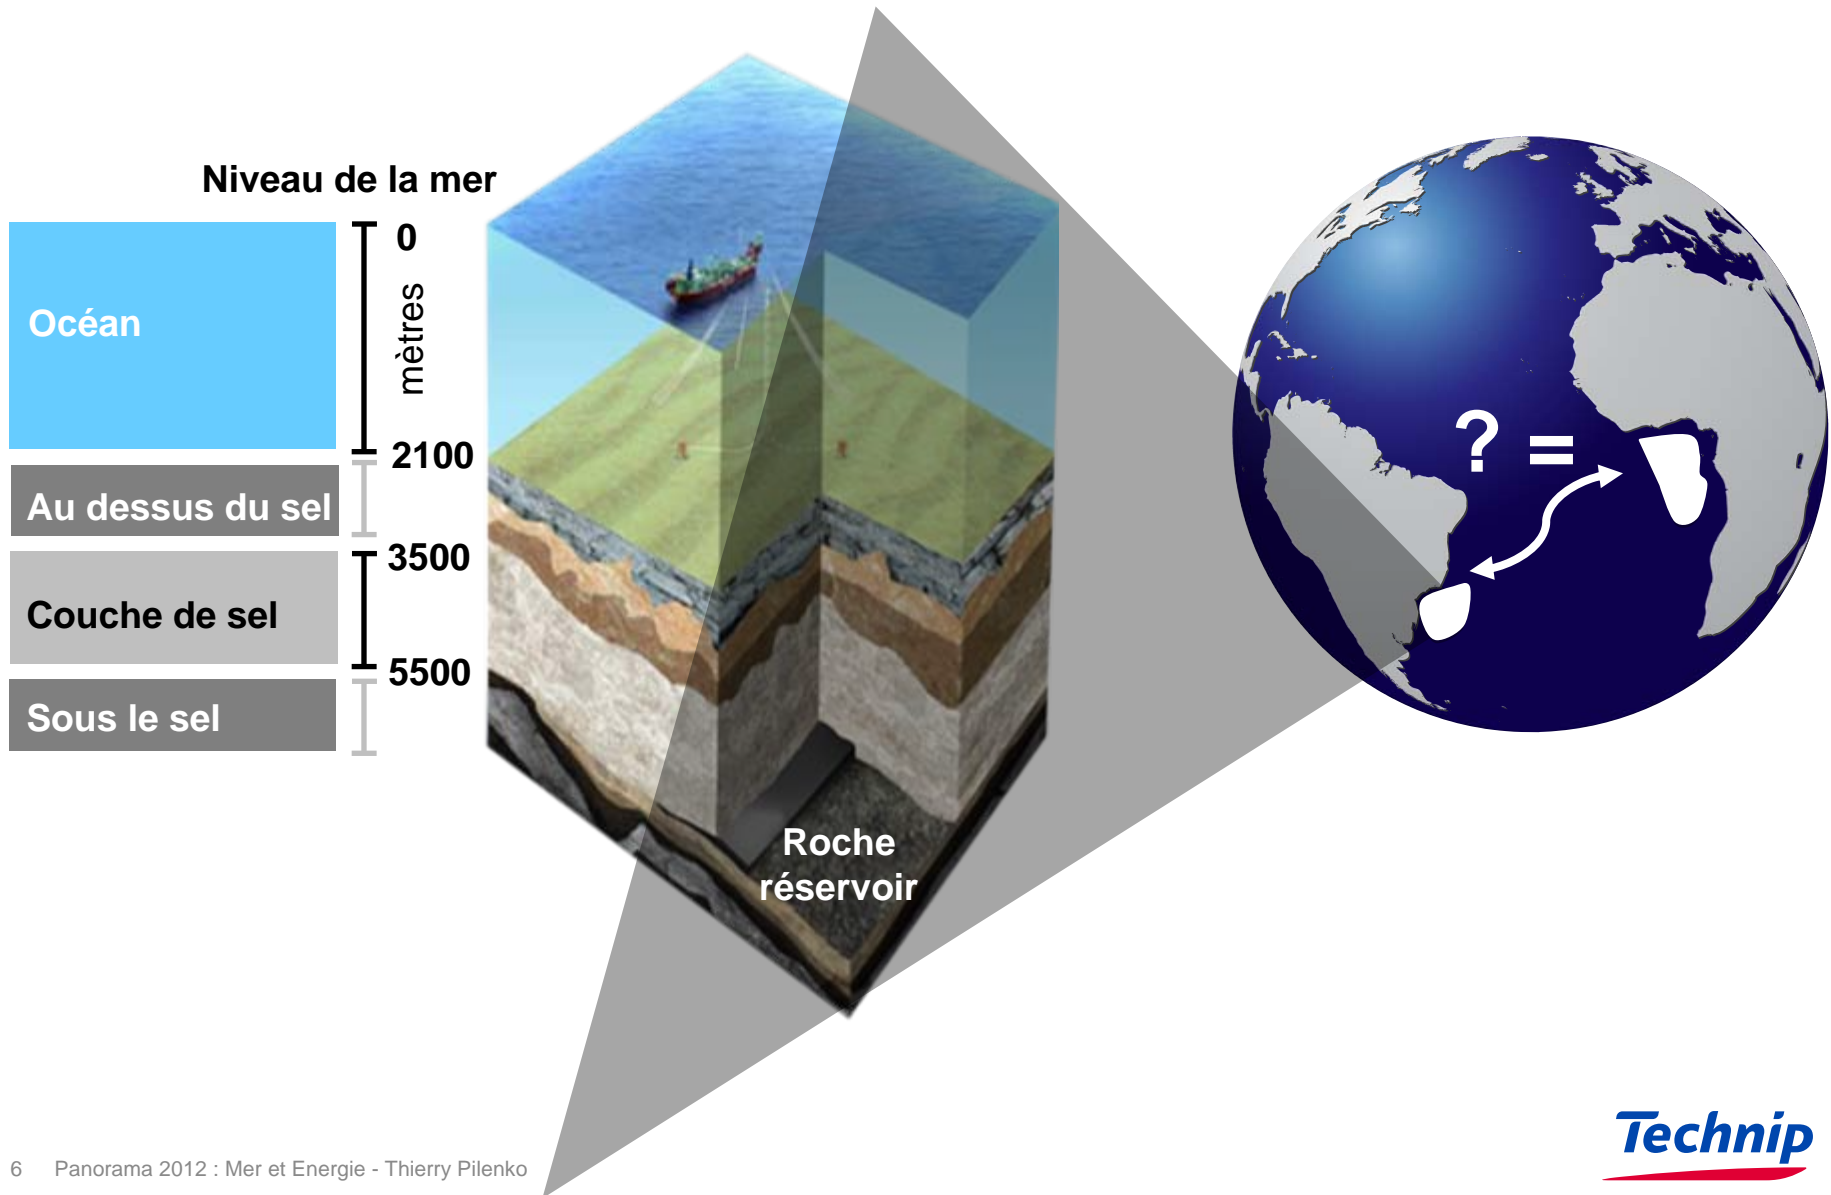 Niveau de la mer
0
mètres
Océan
2100
Au dessus du sel
3500
Couche de sel
5500
Sous le sel
Roche
réservoir
? =
6 Panorama 2012 : Mer et Energie - Thierry Pilenko
Technip